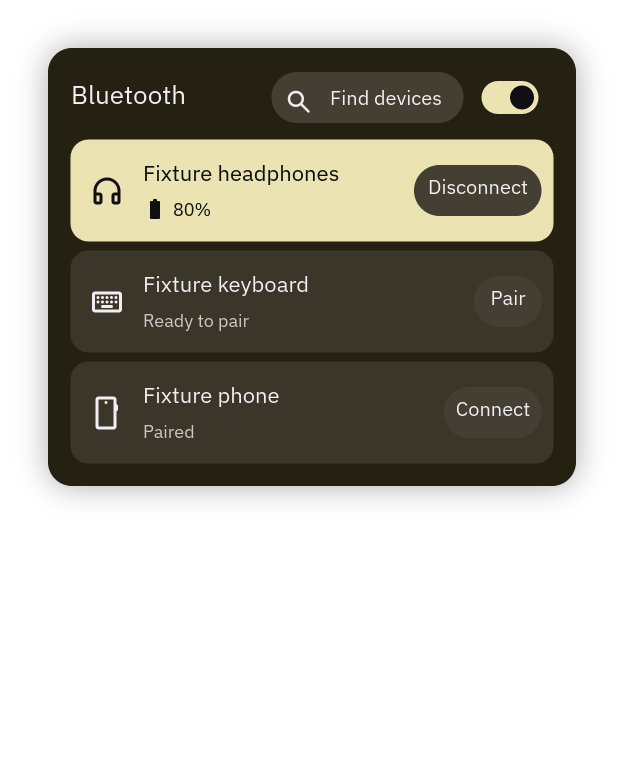 Bluetooth
Find devices
Fixture headphones
80%
Disconnect
Fixture keyboard
Ready to pair
Pair
Fixture phone
Paired
Connect